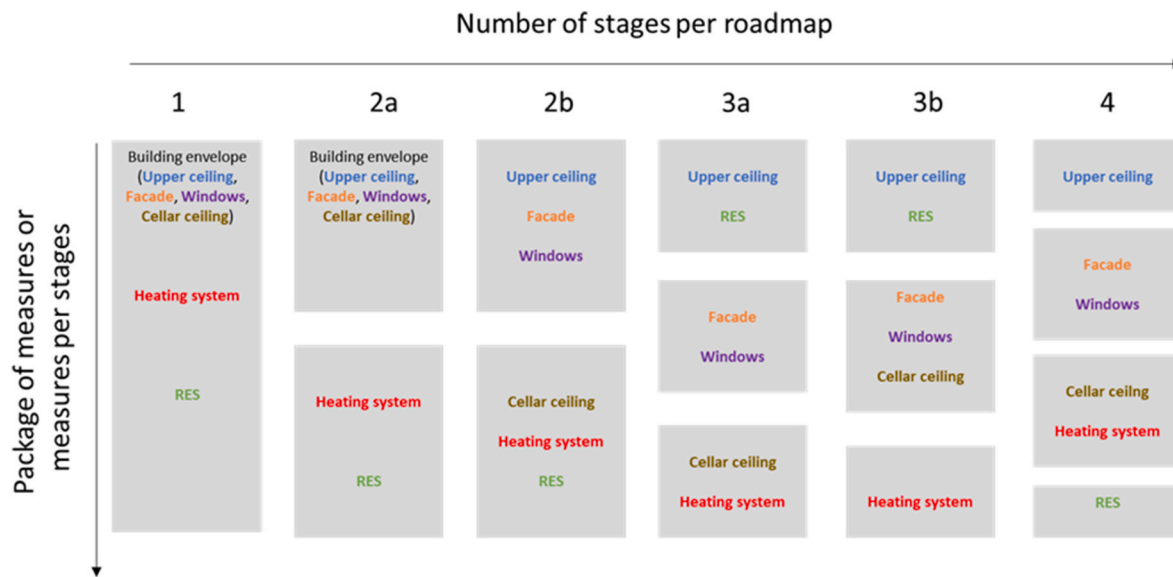 Number of stages per roadmap
Package of measures or
measures per stages
1
Building envelope
(Upper ceiling,
Facade, Windows,
Cellar ceiling)
Heating system
RES
2a
Building envelope
(Upper ceiling,
Facade, Windows,
Cellar ceiling)
Heating system
RES
2b
Upper ceiling
Facade
Windows
Cellar ceiling
Heating system
RES
3a
Upper ceiling
RES
Facade
Windows
Cellar ceiling
Heating system
3b
Upper ceiling
RES
Facade
Windows
Cellar ceiling
Heating system
4
Upper ceiling
Facade
Windows
Cellar ceilng
Heating system
RES